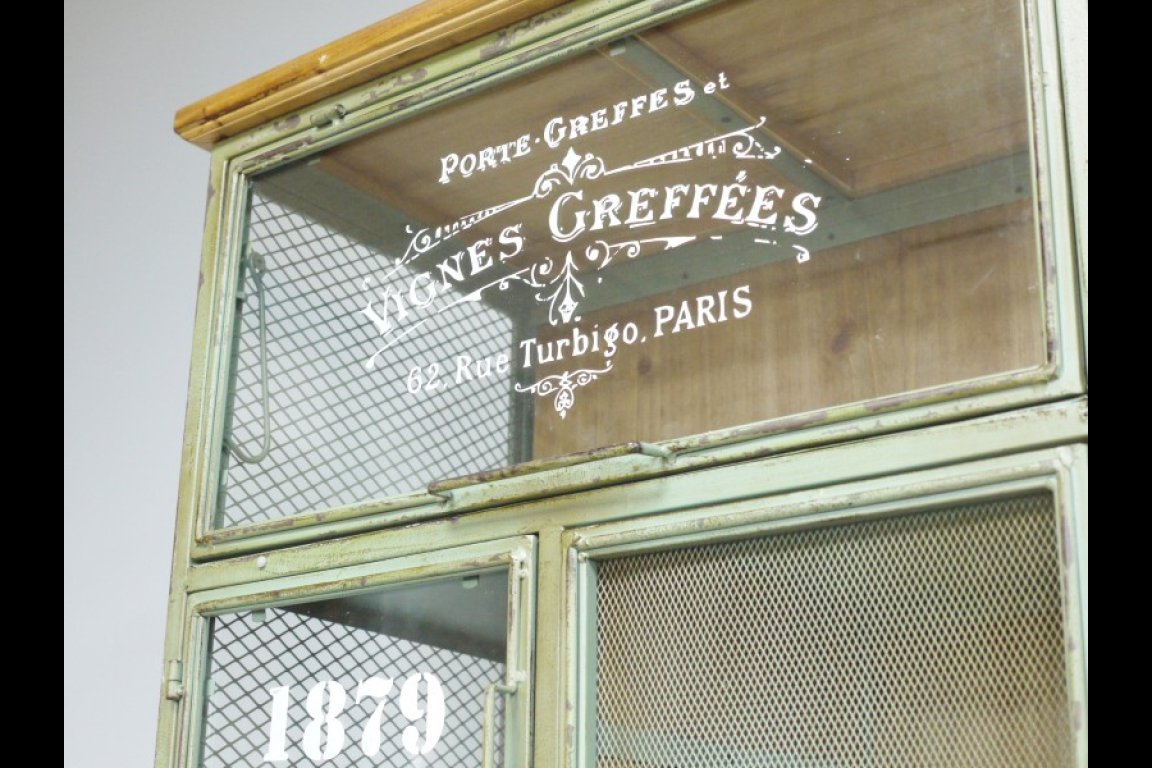 PORTE-GREFFES et
VIGNES GREFFÉES
62, Rue Turbigo, PARIS
1879